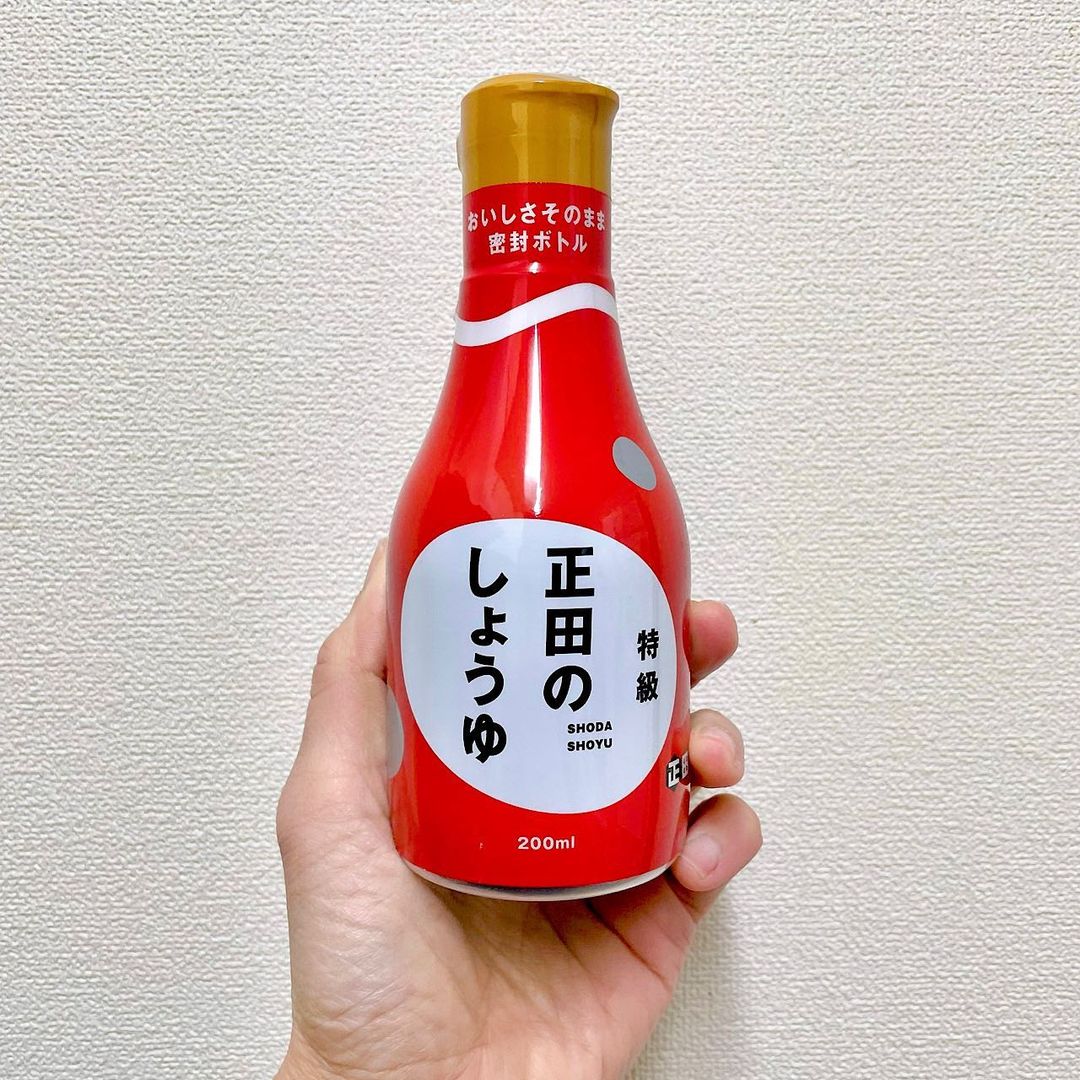 おいしさそのまま
密封ボトル
特級
正田の
しょうゆ
SHODA
SHOYU
200ml